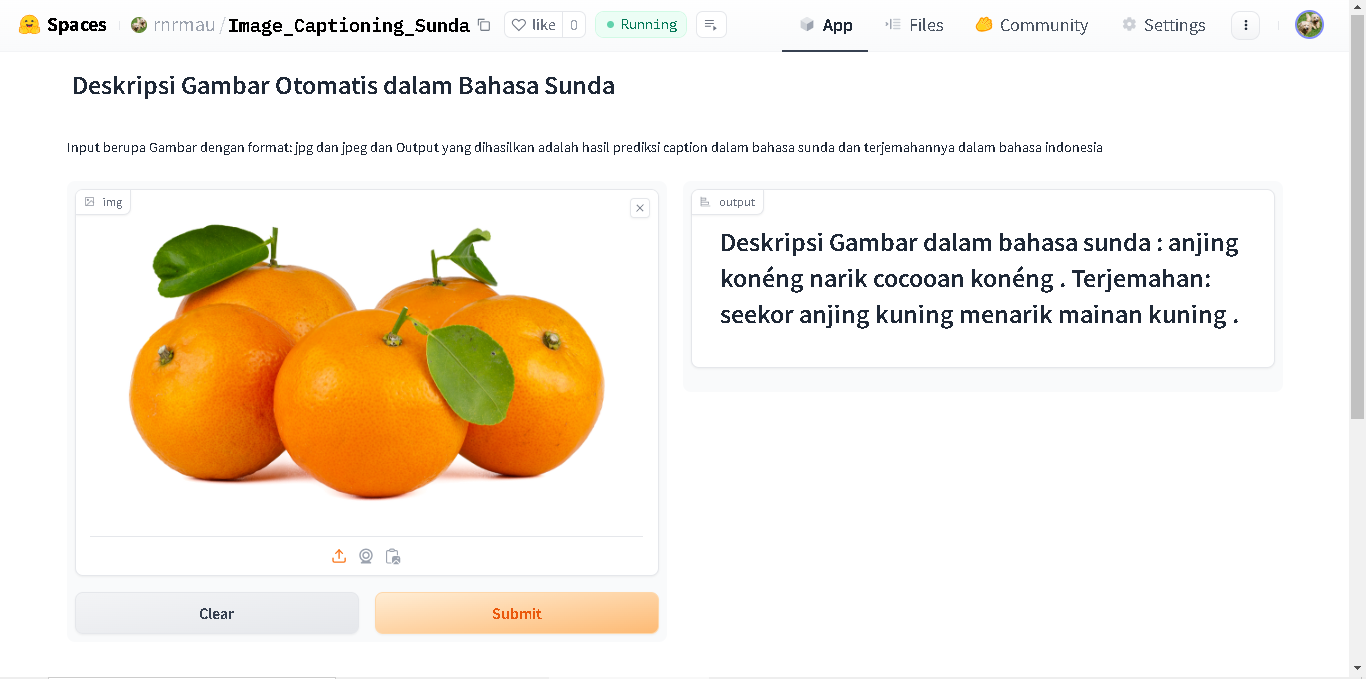 Spaces rnrmau/Image_Captioning_Sunda like 0 Running App Files Community Settings
Deskripsi Gambar Otomatis dalam Bahasa Sunda
Input berupa Gambar dengan format: jpg dan jpeg dan Output yang dihasilkan adalah hasil prediksi caption dalam bahasa sunda dan terjemahannya dalam bahasa indonesia
img
output
Deskripsi Gambar dalam bahasa sunda : anjing
konéng narik cocooan konéng . Terjemahan:
seekor anjing kuning menarik mainan kuning .
Clear
Submit